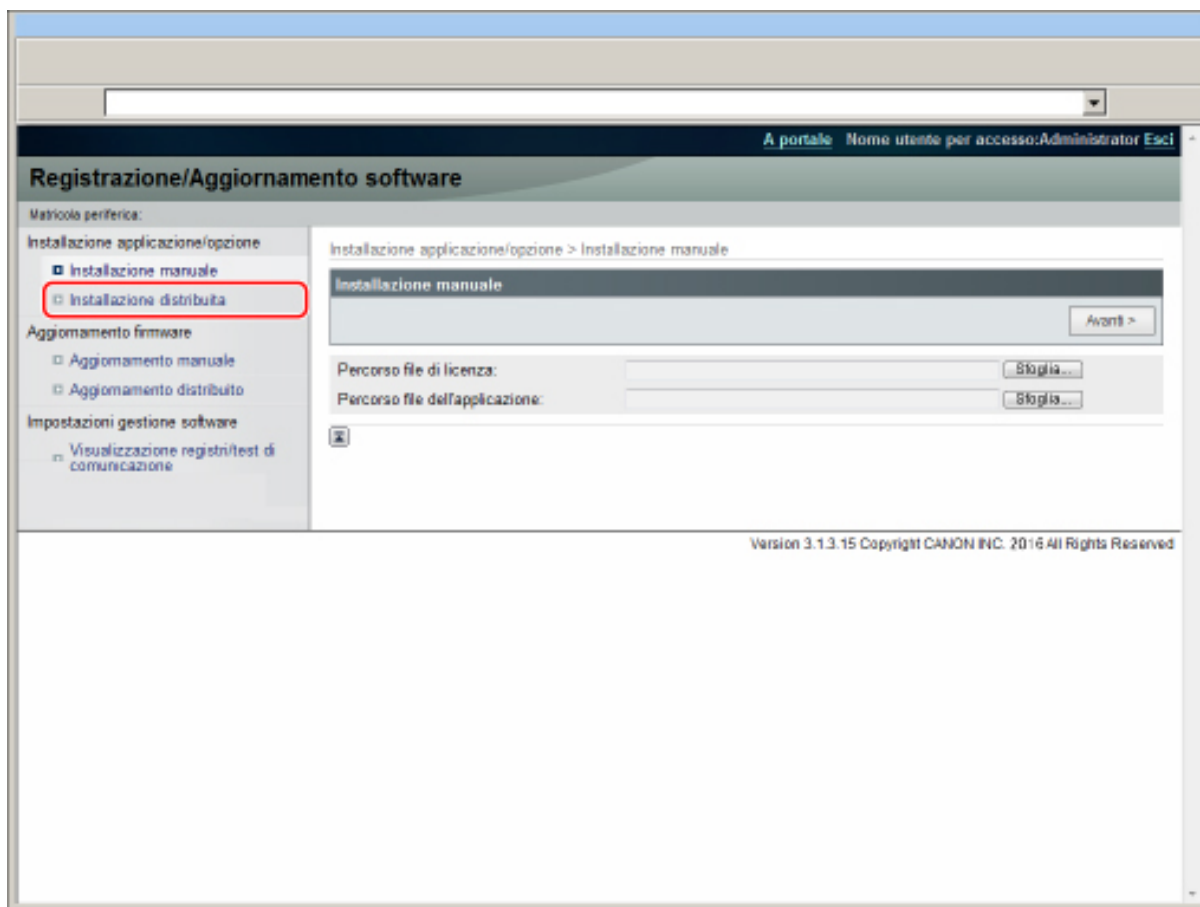 A portale Nome utente per accesso:Administrator Esci
Registrazione/Aggiornamento software
Matricola periferica:
Installazione applicazione/opzione
Installazione manuale
Installazione distribuita
Aggiornamento firmware
Aggiornamento manuale
Aggiornamento distribuito
Impostazioni gestione software
Visualizzazione registri/test di
comunicazione
Installazione applicazione/opzione > Installazione manuale
Installazione manuale
Avanti >
Percorso file di licenza:
Sfoglia...
Percorso file dell'applicazione:
Sfoglia...
Version 3.1.3.15 Copyright CANON INC. 2016 All Rights Reserved